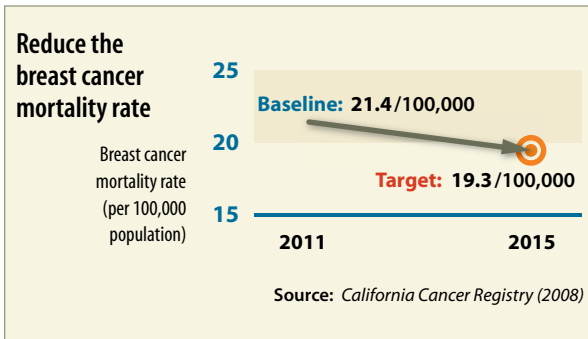 Reduce the
breast cancer
mortality rate
Breast cancer
mortality rate
(per 100,000
population)
25
20
15
Baseline: 21.4/100,000
Target: 19.3/100,000
2011
2015
Source: California Cancer Registry (2008)